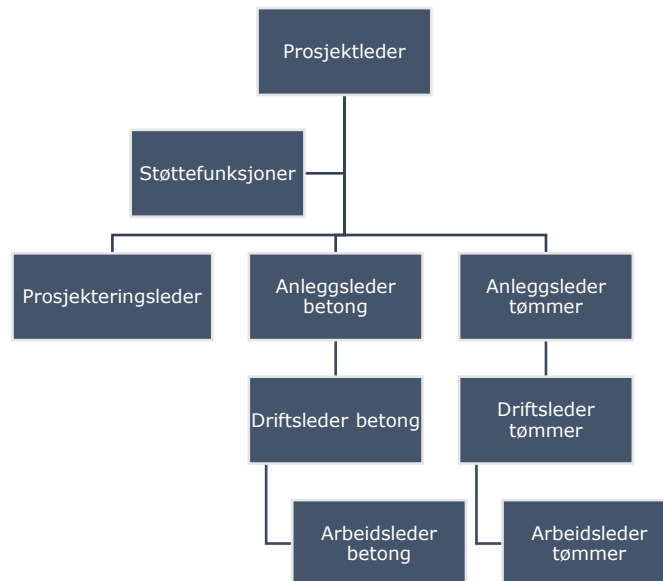 Prosjektleder
Støttefunksjoner
Prosjekteringsleder
Anleggsleder
betong
Anleggsleder
tømmer
Driftsleder betong
Driftsleder
tømmer
Arbeidsleder
betong
Arbeidsleder
tømmer